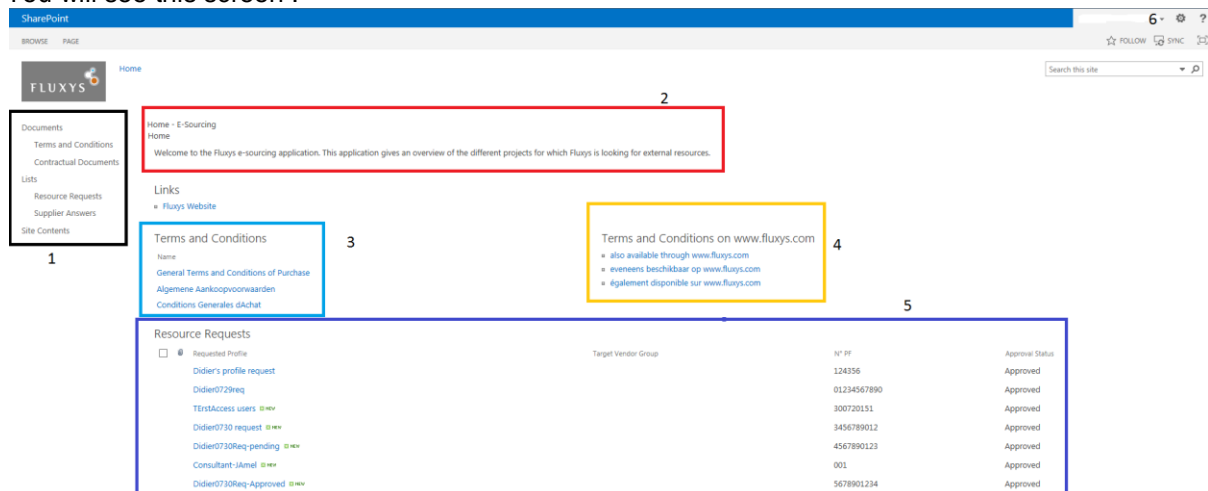 You will see this screen :
SharePoint
6
?
BROWSE PAGE
FOLLOW SYNC
FLUXYS
Home
Search this site
2
Documents
Terms and Conditions
Contractual Documents
Lists
Resource Requests
Supplier Answers
Site Contents
1
Home - E-Sourcing
Home
Welcome to the Fluxys e-sourcing application. This application gives an overview of the different projects for which Fluxys is looking for external resources.
Links
Fluxys Website
Terms and Conditions
Name
General Terms and Conditions of Purchase
Algemene Aankoopvoorwaarden
Conditions Generales dAchat
3
Terms and Conditions on www.fluxys.com
also available through www.fluxys.com
eveneens beschikbaar op www.fluxys.com
également disponible sur www.fluxys.com
4
5
Resource Requests
Requested Profile Target Vendor Group N° PF Approval Status
Didier's profile request 124356 Approved
Didier0729req 01234567890 Approved
TErstAccess users NEW 300720151 Approved
Didier0730 request NEW 3456789012 Approved
Didier0730Req-pending NEW 4567890123 Approved
Consultant-JAmel NEW 001 Approved
Didier0730Req-Approved NEW 5678901234 Approved